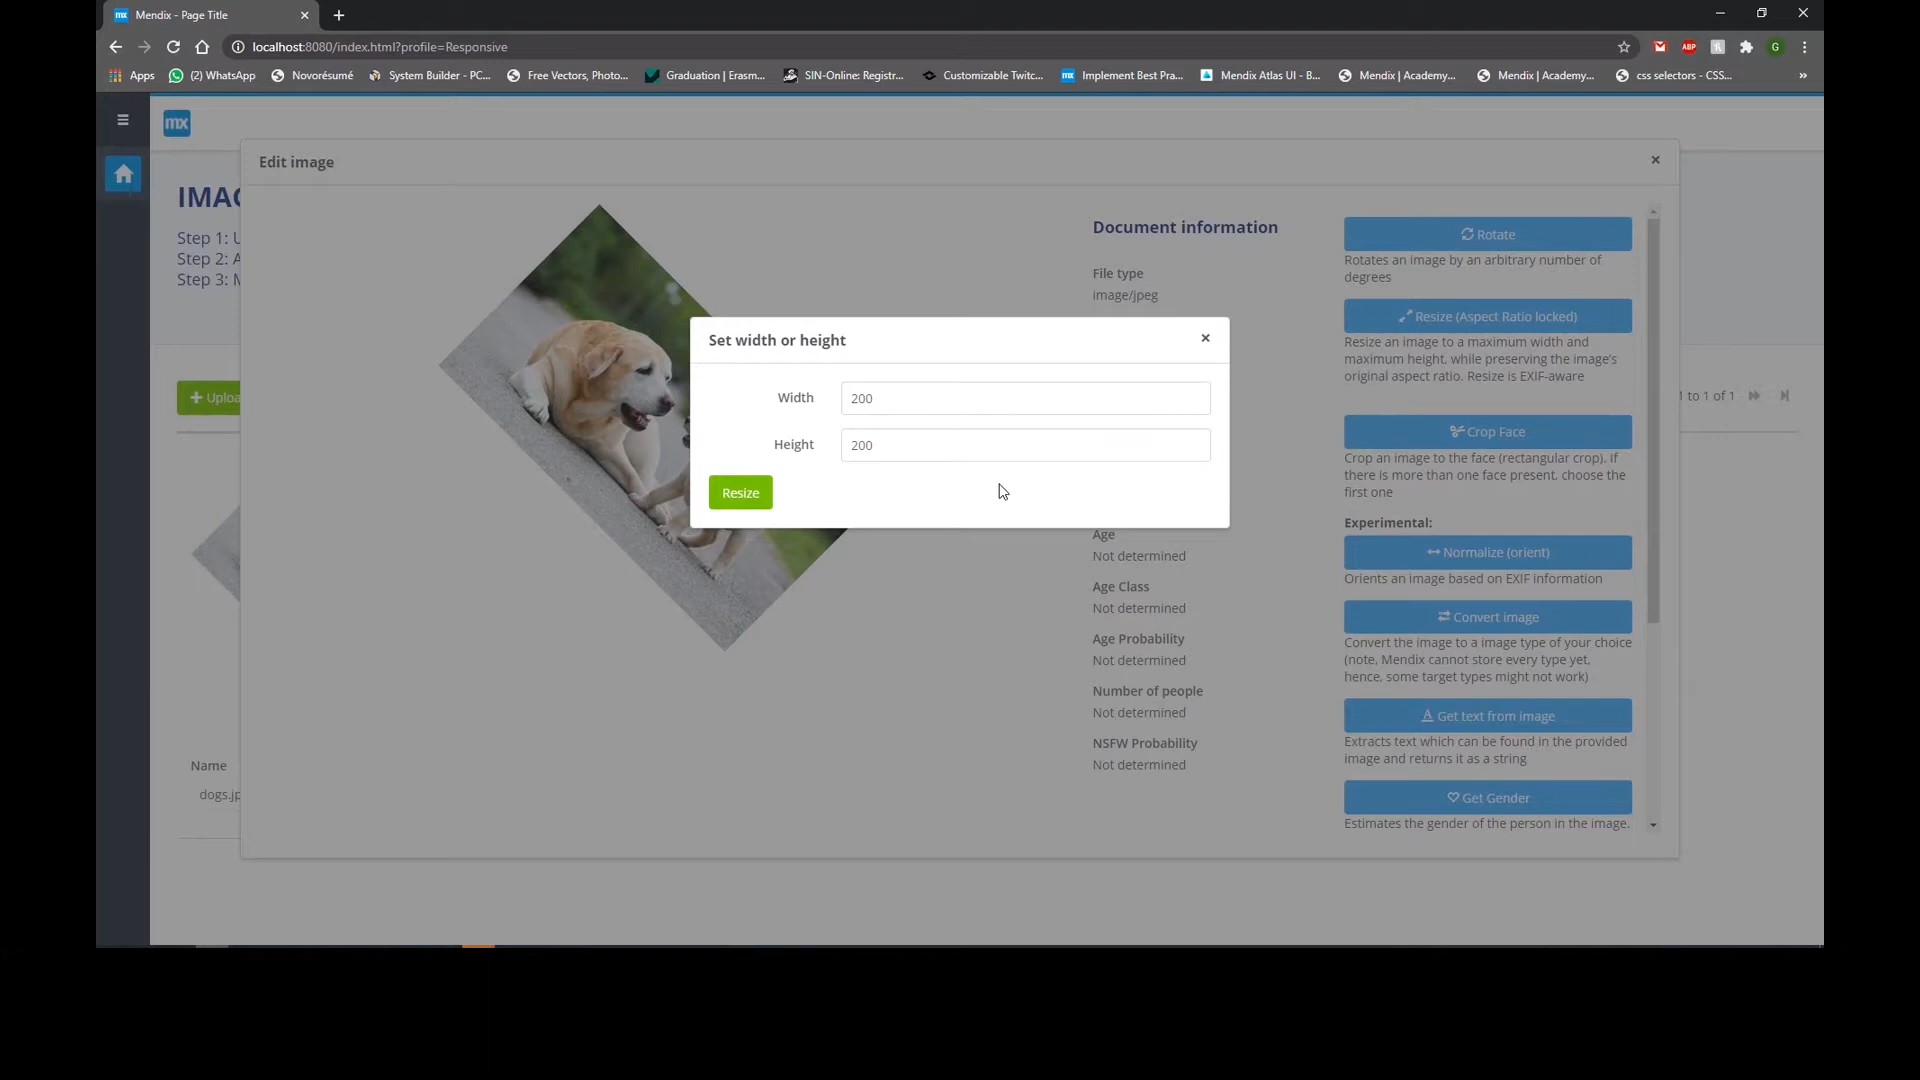 mx Mendix - Page Title
localhost:8080/index.html?profile=Responsive
ABP
G
Apps
(2) WhatsApp
Novorésumé
System Builder - PC...
Free Vectors, Photo...
Graduation | Erasm...
SIN-Online: Registr...
Customizable Twitc...
mx Implement Best Pra...
Mendix Atlas UI - B...
Mendix | Academy...
Mendix | Academy...
css selectors - CSS...
mx
Edit image
IMAG
Step 1: U
Step 2: A
Step 3: M
Uploa
1 to 1 of 1
Name
dogs.jp
Document information
File type
image/jpeg
Age
Not determined
Age Class
Not determined
Age Probability
Not determined
Number of people
Not determined
NSFW Probability
Not determined
Rotate
Rotates an image by an arbitrary number of
degrees
Resize (Aspect Ratio locked)
Resize an image to a maximum width and
maximum height, while preserving the image's
original aspect ratio. Resize is EXIF-aware
Crop Face
Crop an image to the face (rectangular crop). If
there is more than one face present, choose the
first one
Experimental:
Normalize (orient)
Orients an image based on EXIF information
Convert image
Convert the image to a image type of your choice
(note, Mendix cannot store every type yet,
hence, some target types might not work)
Get text from image
Extracts text which can be found in the provided
image and returns it as a string
Get Gender
Estimates the gender of the person in the image.
Set width or height
Width
200
Height
200
Resize